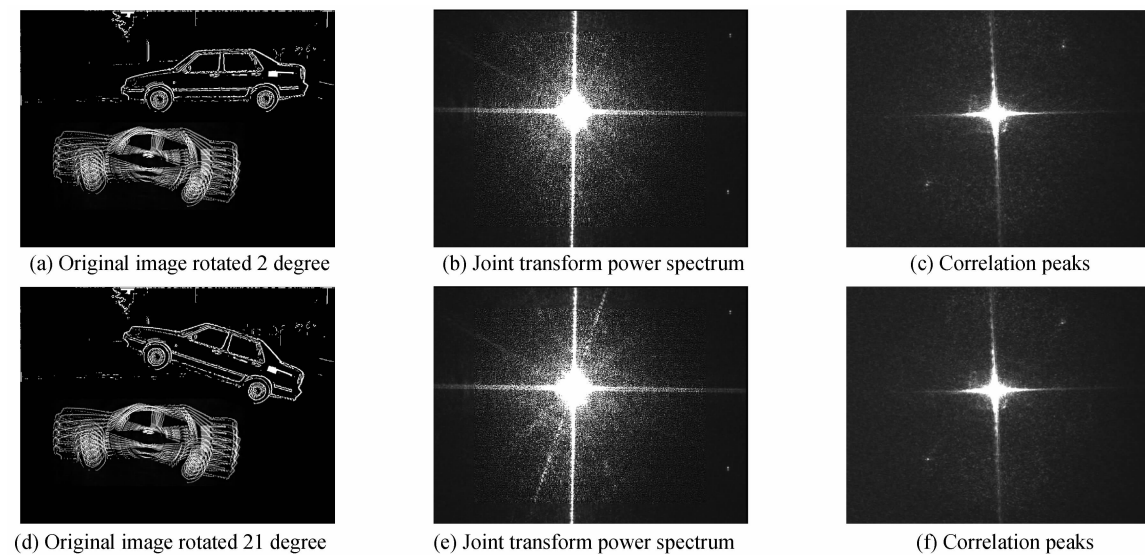 (a) Original image rotated 2 degree
(b) Joint transform power spectrum
(c) Correlation peaks
(d) Original image rotated 21 degree
(e) Joint transform power spectrum
(f) Correlation peaks